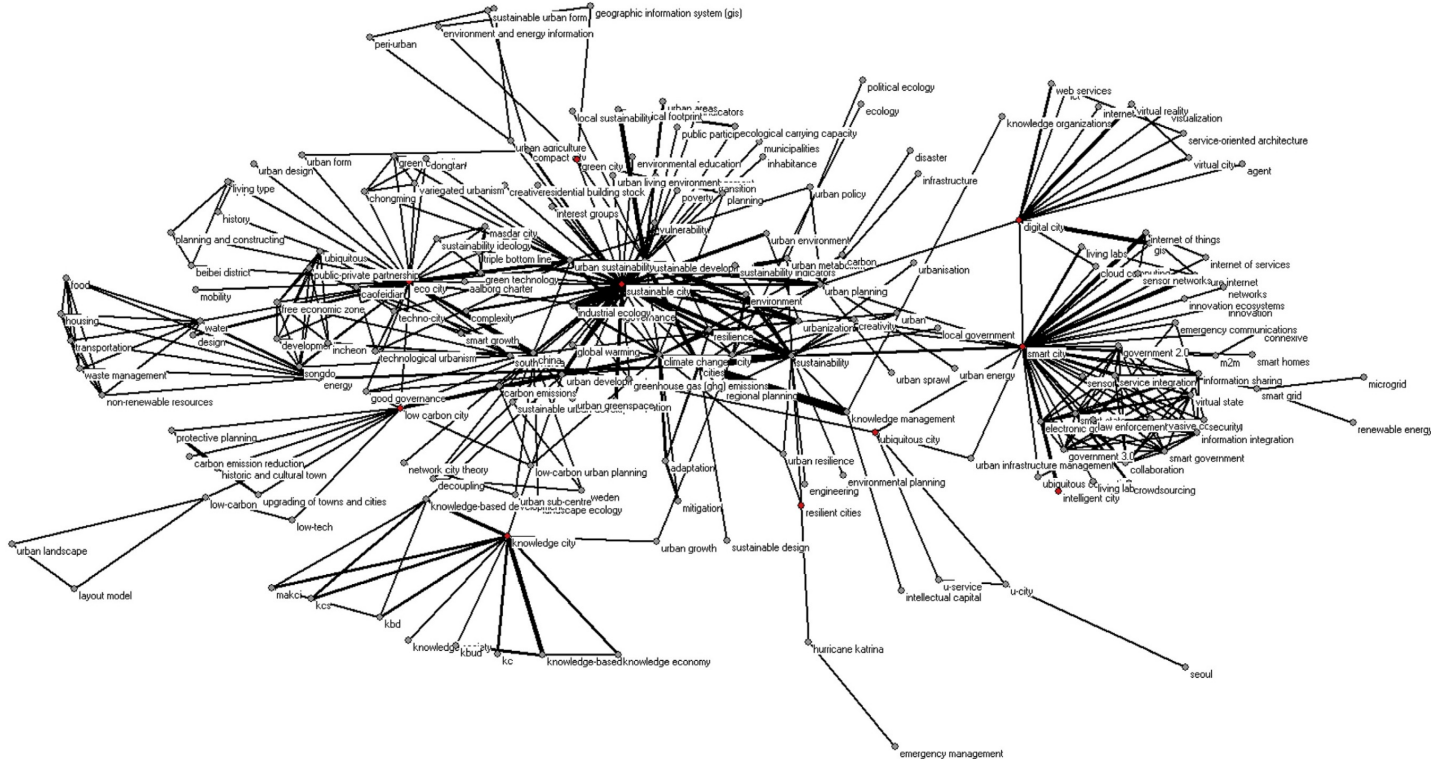 sustainable urban form
geographic information system (gis)
environment and energy information
peri-urban
political ecology
ecology
web services
internet
virtual reality
visualization
knowledge organizations
service-oriented architecture
virtual city
agent
local sustainability
urban areas
public particip
ecological carrying capacity
municipalities
inhabitance
urban agriculture
compact city
green city
environmental education
urban living environment
poverty
planning
urban form
urban design
dongtan
variegated urbanism
chongming
creative
residential building stock
interest groups
vulnerability
urban policy
disaster
infrastructure
living type
history
planning and constructing
beibei district
masdar city
sustainability ideology
triple bottom line
ubiquitous
public-private partnership
eco city
mobility
green technology
aalborg charter
urban sustainability
sustainable developm
sustainability indicators
sustainable city
urban environment
urban metabolism
carbon
urbanisation
urban planning
digital city
living labs
internet of things
gis
cloud computing
sensor networks
internet of services
networks
innovation ecosystems
innovation
emergency communications
connexive
food
housing
transportation
waste management
non-renewable resources
water
design
caofeidian
free economic zone
techno-city
complexity
smart growth
developme
incheon
technological urbanism
songdo
energy
industrial ecology
environment
resilience
urbanization
creativity
urban
local government
smart city
global warming
china
climate change
cities
sustainability
urban sprawl
urban energy
government 2.0
m2m
smart homes
service integration
information sharing
virtual state
smart grid
microgrid
renewable energy
good governance
low carbon city
carbon emissions
urban developm
greenhouse gas (ghg) emissions
regional planning
urban greenspace
knowledge management
ubiquitous city
law enforcement
security
information integration
government 3.0
smart government
collaboration
crowdsourcing
living lab
intelligent city
urban infrastructure management
protective planning
carbon emission reduction
historic and cultural town
upgrading of towns and cities
low-carbon
low-tech
urban landscape
layout model
network city theory
decoupling
low-carbon urban planning
urban sub-centre
landscape ecology
weden
adaptation
mitigation
urban resilience
engineering
environmental planning
resilient cities
knowledge city
urban growth
sustainable design
makci
kcs
kbd
kbud
kc
knowledge-based
knowledge economy
intellectual capital
u-service
u-city
seoul
hurricane katrina
emergency management